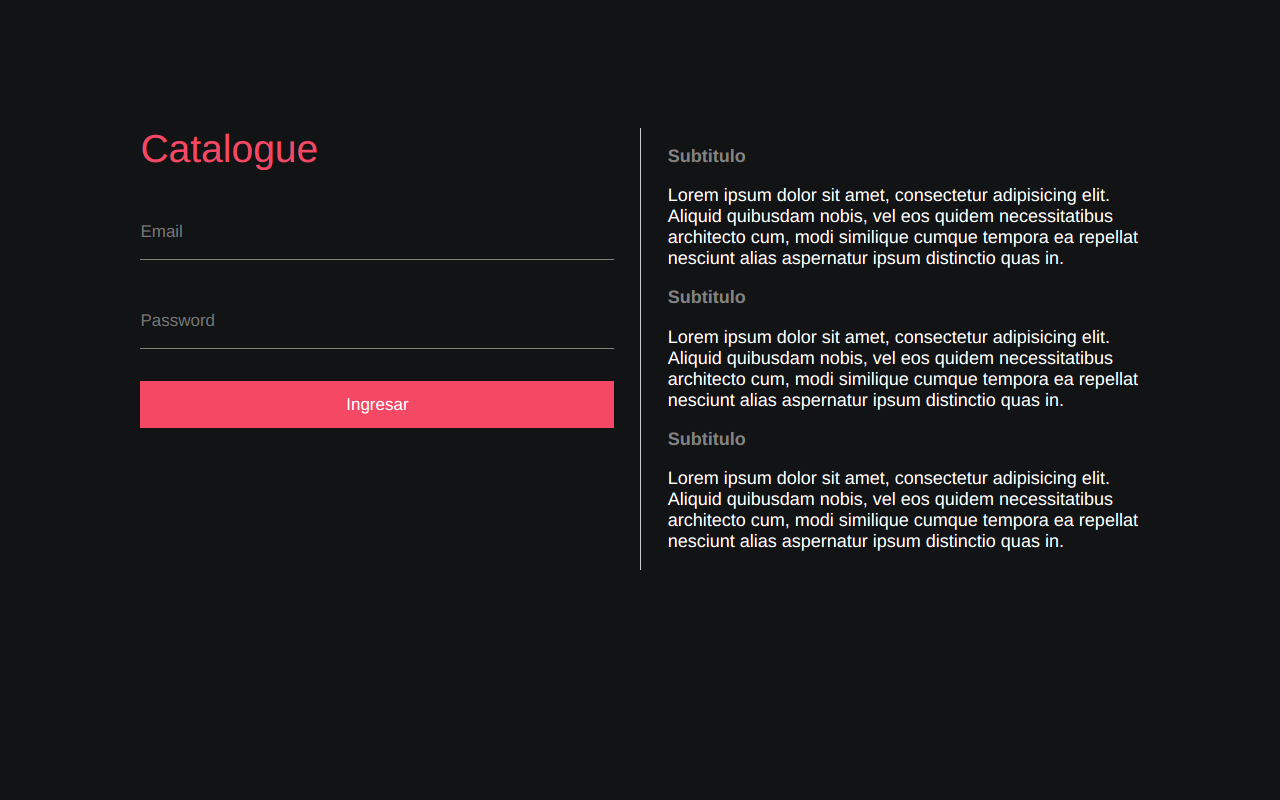 Catalogue
Email
Password
Ingresar
Subtitulo
Lorem ipsum dolor sit amet, consectetur adipisicing elit.
Aliquid quibusdam nobis, vel eos quidem necessitatibus
architecto cum, modi similique cumque tempora ea repellat
nesciunt alias aspernatur ipsum distinctio quas in.
Subtitulo
Lorem ipsum dolor sit amet, consectetur adipisicing elit.
Aliquid quibusdam nobis, vel eos quidem necessitatibus
architecto cum, modi similique cumque tempora ea repellat
nesciunt alias aspernatur ipsum distinctio quas in.
Subtitulo
Lorem ipsum dolor sit amet, consectetur adipisicing elit.
Aliquid quibusdam nobis, vel eos quidem necessitatibus
architecto cum, modi similique cumque tempora ea repellat
nesciunt alias aspernatur ipsum distinctio quas in.